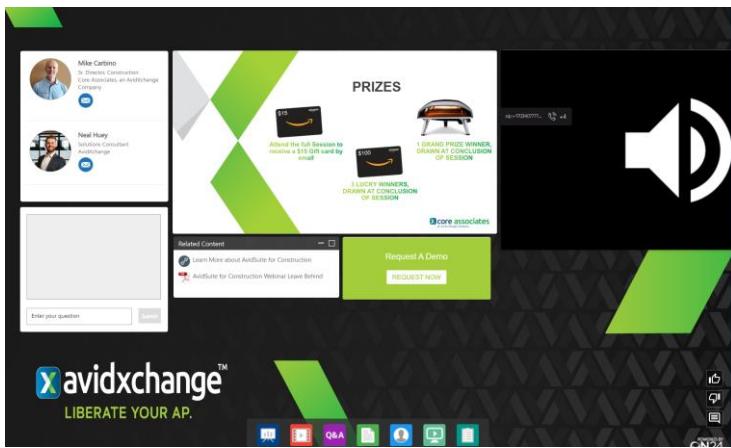 Mike Carbino
Sr. Director, Construction
Core Associates, an AvidXchange
Company
Neal Huey
Solutions Consultant
AvidXchange
Enter your question
Submit
PRIZES
$15
Attend the full Session to
receive a $15 Gift card by
email
$100
3 LUCKY WINNERS,
DRAWN AT CONCLUSION
OF SESSION
1 GRAND PRIZE WINNER,
DRAWN AT CONCLUSION
OF SESSION
core associates
Related Content
Learn More about AvidSuite for Construction
AvidSuite for Construction Webinar Leave Behind
Request A Demo
REQUEST NOW
avidxchange™
LIBERATE YOUR AP.
Q&A
POWERED BY
ON24